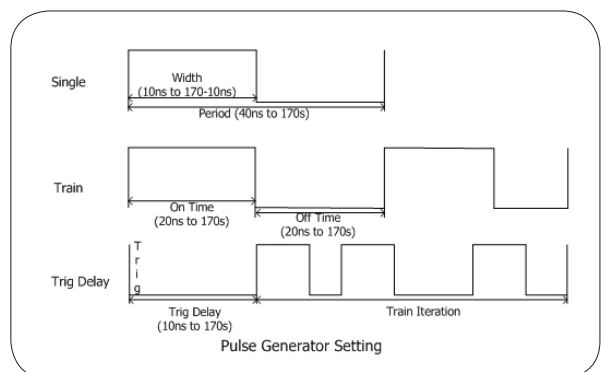 Single
Width
(10ns to 170-10ns)
Period (40ns to 170s)
Train
On Time
(20ns to 170s)
Off Time
(20ns to 170s)
Trig
Trig Delay
Trig Delay
(10ns to 170s)
Train Iteration
Pulse Generator Setting